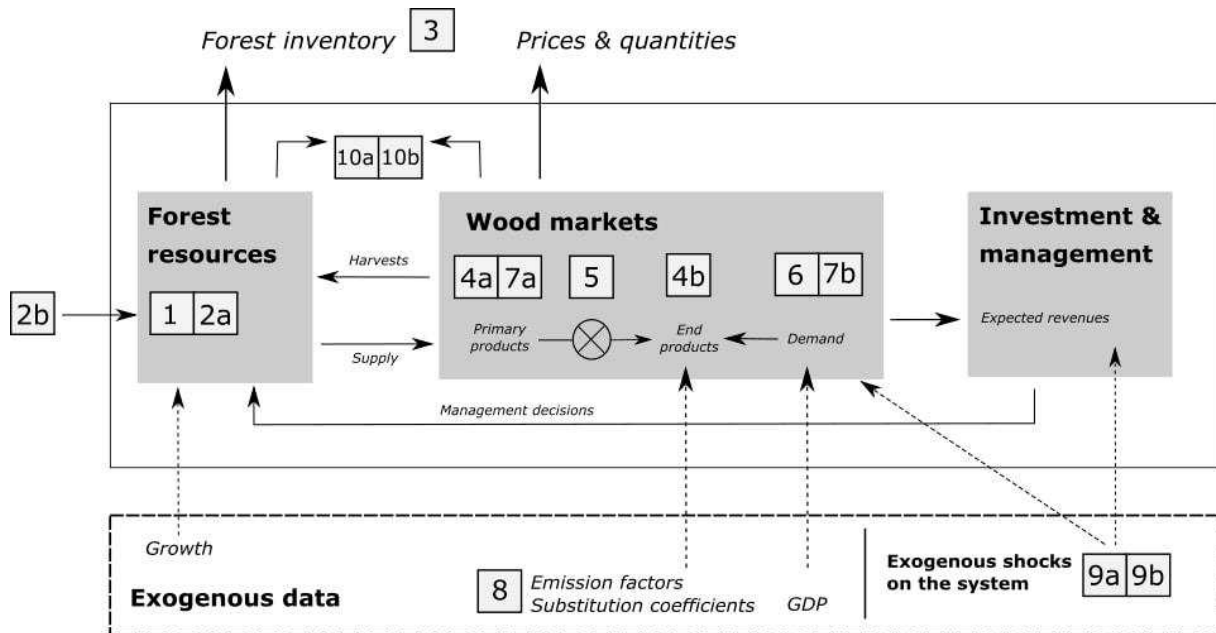 Forest inventory 3
Prices & quantities
10a 10b
Forest
resources
Wood markets
Investment &
management
Harvests
4a 7a 5 4b 6 7b
2b
1 2a
Expected revenues
Primary
products
End
products
Demand
Supply
Management decisions
Growth
Exogenous data
8
Emission factors
Substitution coefficients
GDP
Exogenous shocks
on the system
9a 9b